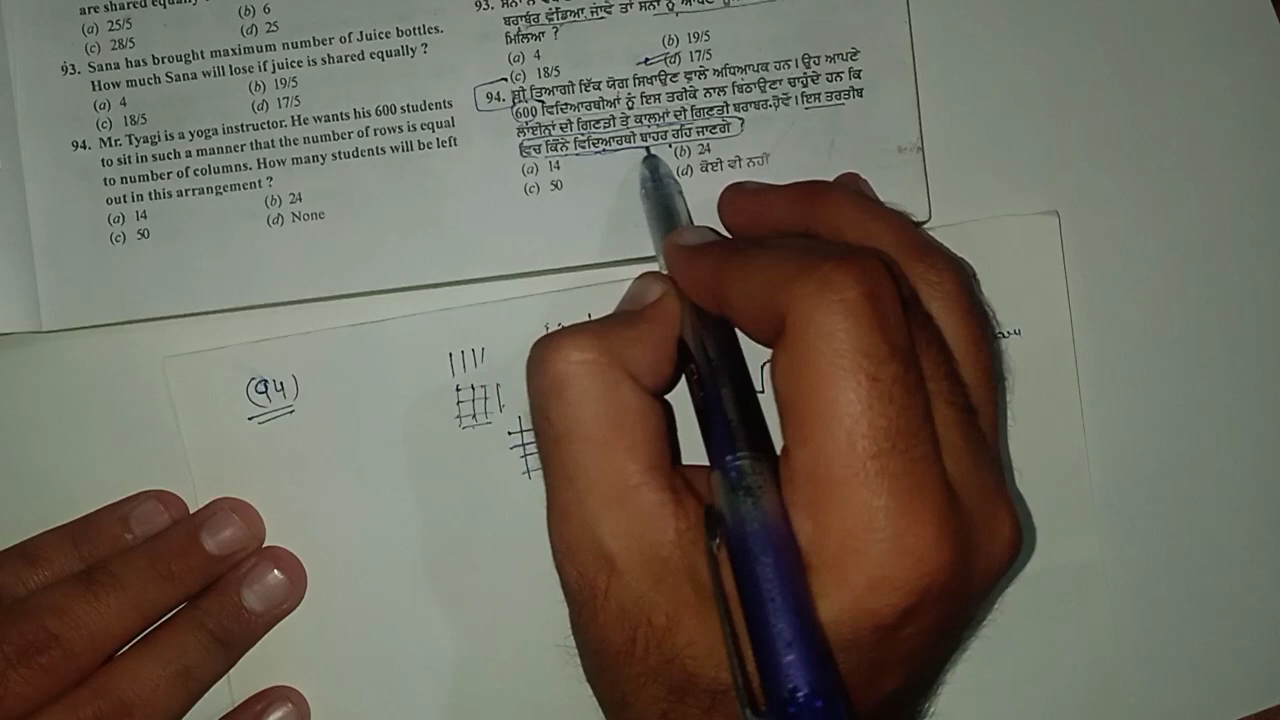 are shared equally
(a) 25/5
(b) 6
(c) 28/5
(d) 25
93. Sana has brought maximum number of Juice bottles.
How much Sana will lose if juice is shared equally ?
(a) 4
(b) 19/5
(c) 18/5
(d) 17/5
94. Mr. Tyagi is a yoga instructor. He wants his 600 students
to sit in such a manner that the number of rows is equal
to number of columns. How many students will be left
out in this arrangement ?
(a) 14
(b) 24
(c) 50
(d) None
93.
ਬਰਾਬਰ ਵੰਡਿਆ ਜਾਵੇ ਤਾਂ ਸਨਾ ਨੂੰ
ਮਿਲਿਆ ?
(a) 4
(b) 19/5
(c) 18/5
(d) 17/5
94. ਸ਼੍ਰੀ ਤਿਆਗੀ ਇੱਕ ਯੋਗ ਸਿਖਾਉਣ ਵਾਲੇ ਅਧਿਆਪਕ ਹਨ। ਉਹ ਆਪਣੇ
600 ਵਿਦਿਆਰਥੀਆਂ ਨੂੰ ਇਸ ਤਰੀਕੇ ਨਾਲ ਬਿਠਾਉਣਾ ਚਾਹੁੰਦੇ ਹਨ ਕਿ
ਲਾਈਨਾਂ ਦੀ ਗਿਣਤੀ ਤੇ ਕਾਲਮਾਂ ਦੀ ਗਿਣਤੀ ਬਰਾਬਰ ਹੋਵੇ। ਇਸ ਤਰਤੀਬ
ਵਿਚ ਕਿੰਨੇ ਵਿਦਿਆਰਥੀ ਬਾਹਰ ਰਹਿ ਜਾਣਗੇ ?
(a) 14
(b) 24
(c) 50
(d) ਕੋਈ ਵੀ ਨਹੀਂ
(94)